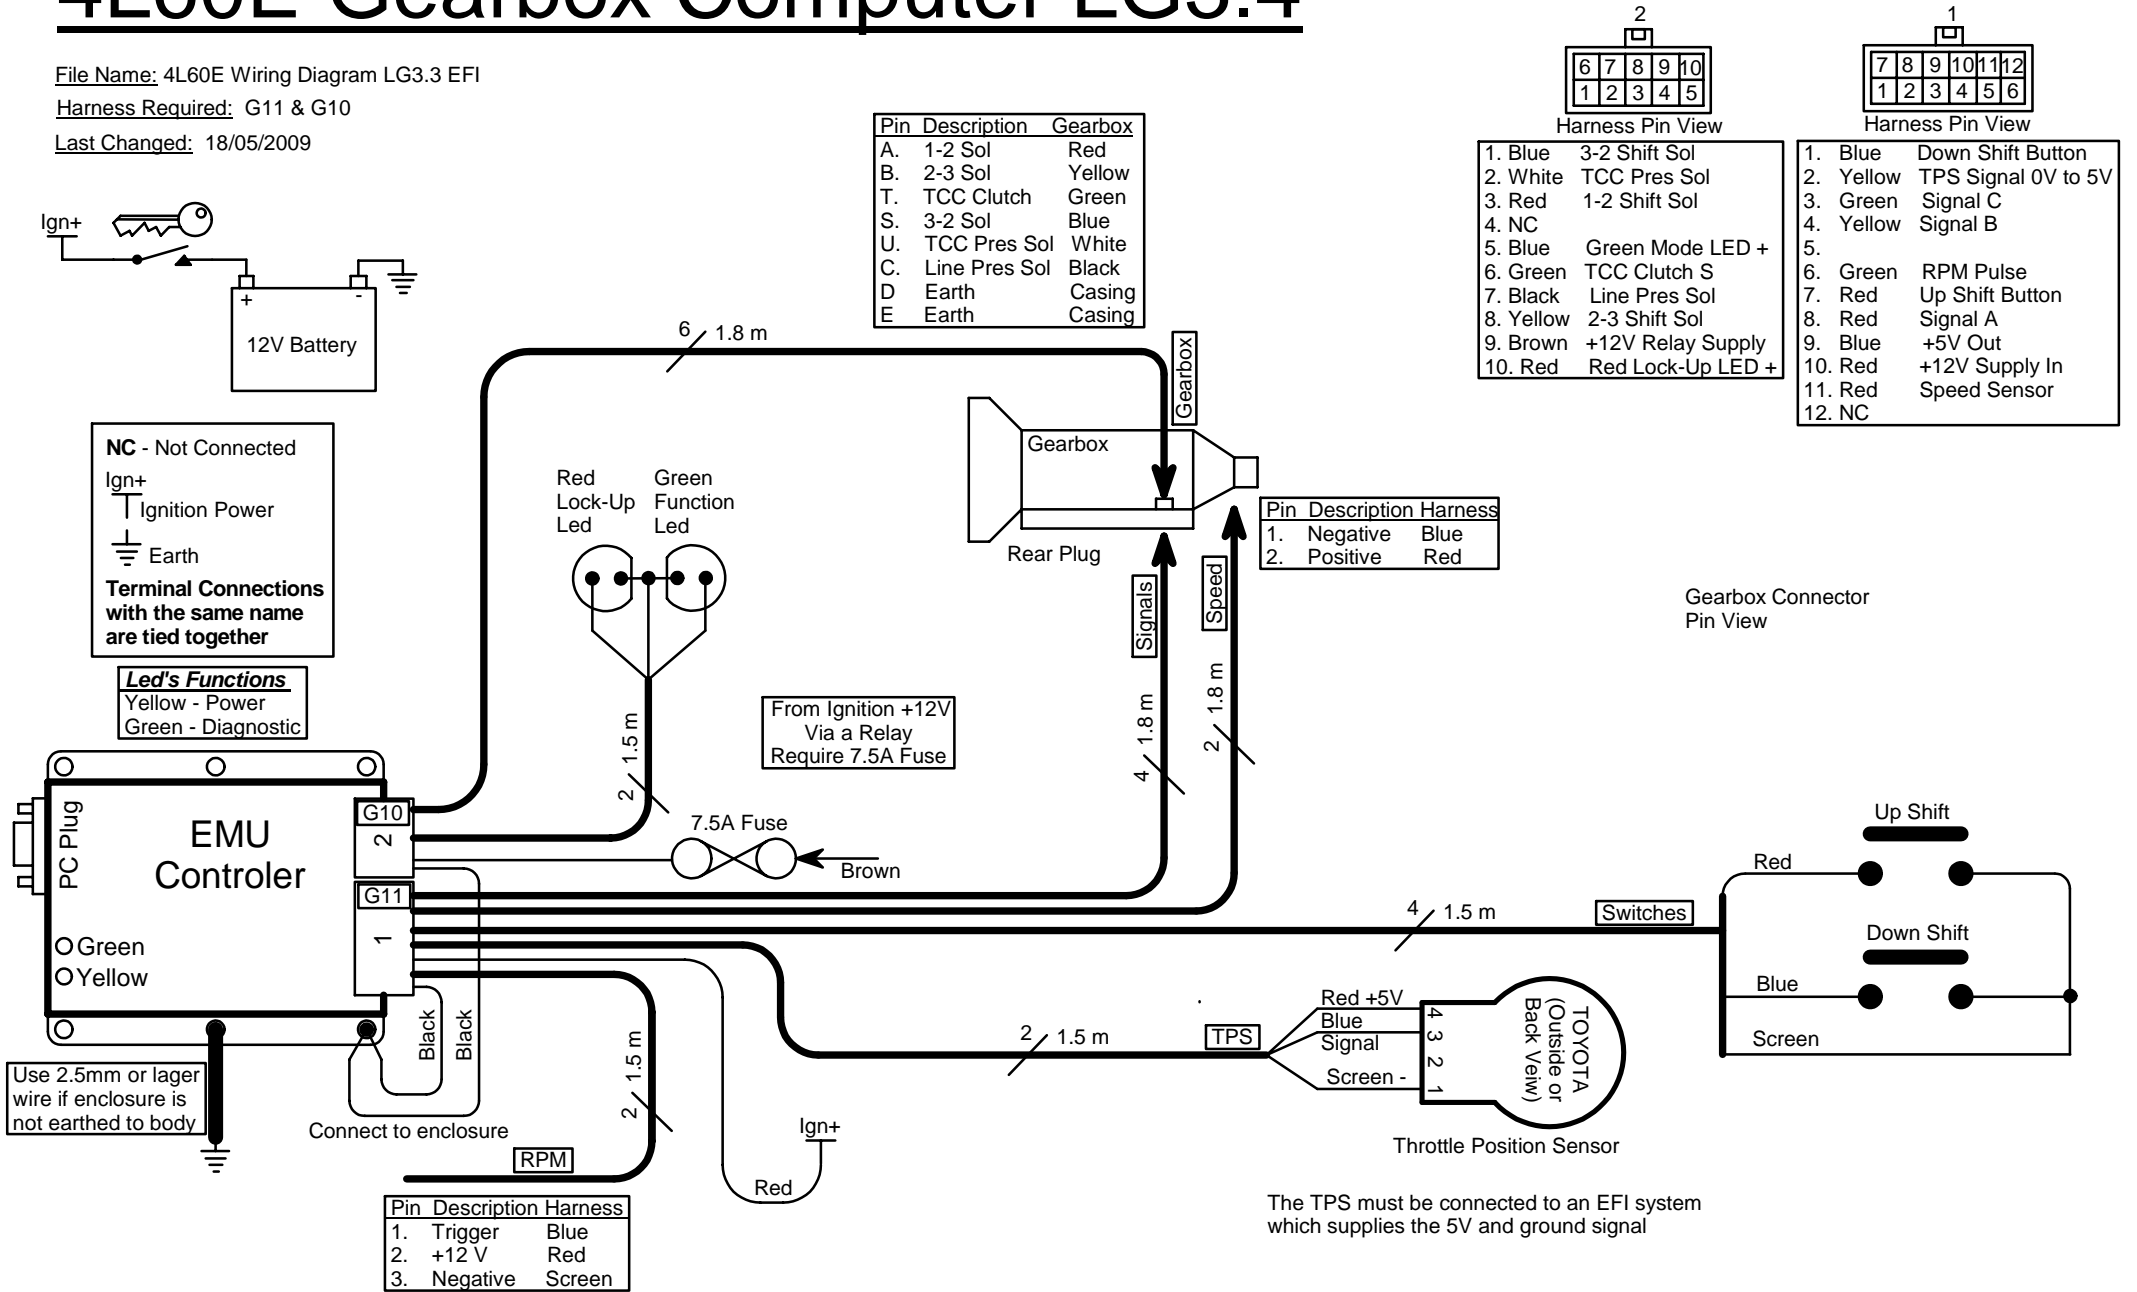 4L60E Gearbox Computer LG3.4
File Name: 4L60E Wiring Diagram LG3.3 EFI
Harness Required: G11 & G10
Last Changed: 18/05/2009
Ign+
+ -
12V Battery
NC - Not Connected
Ign+
Ignition Power
Earth
Terminal Connections
with the same name
are tied together
Led's Functions
Yellow - Power
Green - Diagnostic
Pin Description Gearbox
A. 1-2 Sol Red
B. 2-3 Sol Yellow
T. TCC Clutch Green
S. 3-2 Sol Blue
U. TCC Pres Sol White
C. Line Pres Sol Black
D Earth Casing
E Earth Casing
2
6 7 8 9 10
1 2 3 4 5
Harness Pin View
1. Blue 3-2 Shift Sol
2. White TCC Pres Sol
3. Red 1-2 Shift Sol
4. NC
5. Blue Green Mode LED +
6. Green TCC Clutch S
7. Black Line Pres Sol
8. Yellow 2-3 Shift Sol
9. Brown +12V Relay Supply
10. Red Red Lock-Up LED +
1
7 8 9 10 11 12
1 2 3 4 5 6
Harness Pin View
1. Blue Down Shift Button
2. Yellow TPS Signal 0V to 5V
3. Green Signal C
4. Yellow Signal B
5.
6. Green RPM Pulse
7. Red Up Shift Button
8. Red Signal A
9. Blue +5V Out
10. Red +12V Supply In
11. Red Speed Sensor
12. NC
6 1.8 m
Gearbox
Gearbox
Rear Plug
Red
Lock-Up
Led
Green
Function
Led
Pin Description Harness
1. Negative Blue
2. Positive Red
Gearbox Connector
Pin View
Signals
Speed
4 1.8 m
2 1.8 m
2 1.5 m
From Ignition +12V
Via a Relay
Require 7.5A Fuse
7.5A Fuse
Brown
PC Plug
EMU
Controler
G10
2
G11
1
Green
Yellow
Black
Black
Use 2.5mm or lager
wire if enclosure is
not earthed to body
Connect to enclosure
2 1.5 m
RPM
Pin Description Harness
1. Trigger Blue
2. +12 V Red
3. Negative Screen
Ign+
Red
4 1.5 m
Switches
Up Shift
Red
Down Shift
Blue
Screen
2 1.5 m
TPS
Red +5V
Blue
Signal
Screen -
4
3
2
1
TOYOTA
(Outside or
Back Veiw)
Throttle Position Sensor
The TPS must be connected to an EFI system
which supplies the 5V and ground signal